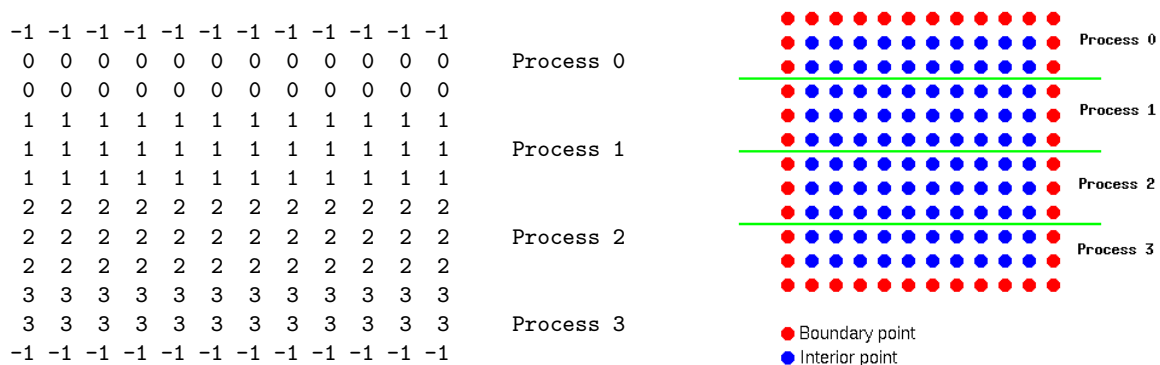 -1 -1 -1 -1 -1 -1 -1 -1 -1 -1 -1 -1
0 0 0 0 0 0 0 0 0 0 0 0 Process 0
0 0 0 0 0 0 0 0 0 0 0 0
1 1 1 1 1 1 1 1 1 1 1 1
1 1 1 1 1 1 1 1 1 1 1 1 Process 1
1 1 1 1 1 1 1 1 1 1 1 1
2 2 2 2 2 2 2 2 2 2 2 2
2 2 2 2 2 2 2 2 2 2 2 2 Process 2
2 2 2 2 2 2 2 2 2 2 2 2
3 3 3 3 3 3 3 3 3 3 3 3
3 3 3 3 3 3 3 3 3 3 3 3 Process 3
-1 -1 -1 -1 -1 -1 -1 -1 -1 -1 -1 -1
Process 0
Process 1
Process 2
Process 3
Boundary point
Interior point